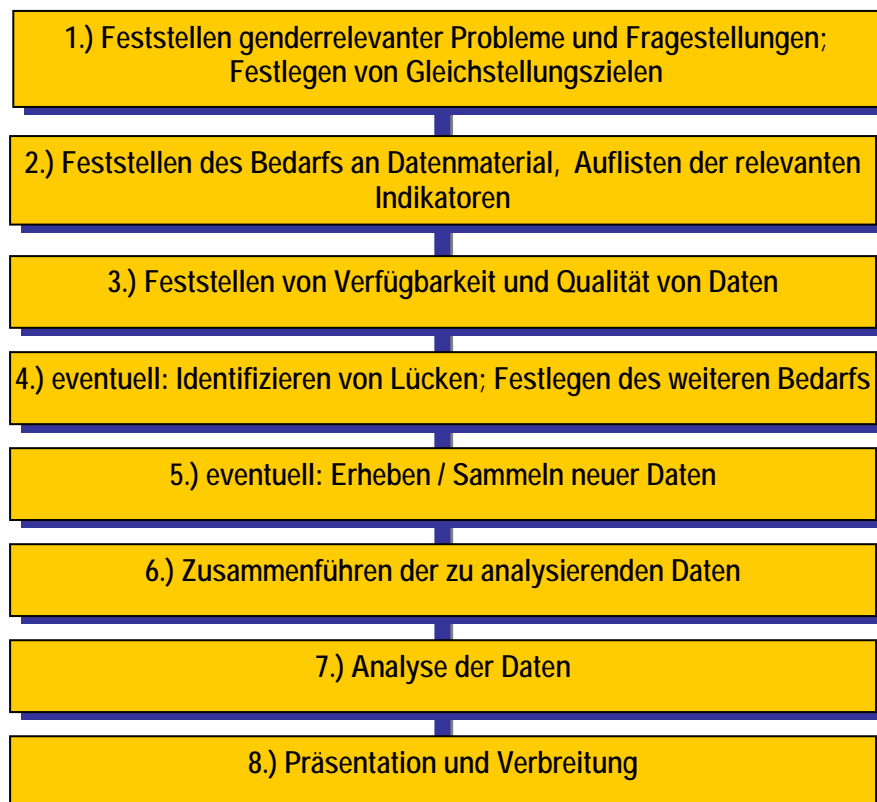 1.) Feststellen genderrelevanter Probleme und Fragestellungen;
Festlegen von Gleichstellungszielen
2.) Feststellen des Bedarfs an Datenmaterial, Auflisten der relevanten
Indikatoren
3.) Feststellen von Verfügbarkeit und Qualität von Daten
4.) eventuell: Identifizieren von Lücken; Festlegen des weiteren Bedarfs
5.) eventuell: Erheben / Sammeln neuer Daten
6.) Zusammenführen der zu analysierenden Daten
7.) Analyse der Daten
8.) Präsentation und Verbreitung